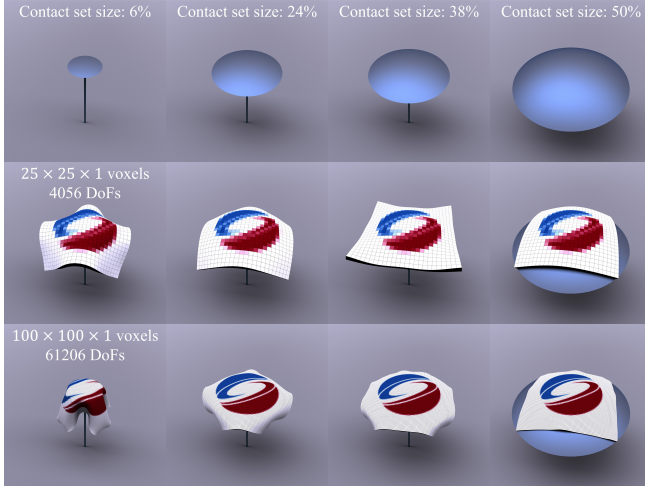 Contact set size: 6%
Contact set size: 24%
Contact set size: 38%
Contact set size: 50%
25 × 25 × 1 voxels
4056 DoFs
100 × 100 × 1 voxels
61206 DoFs